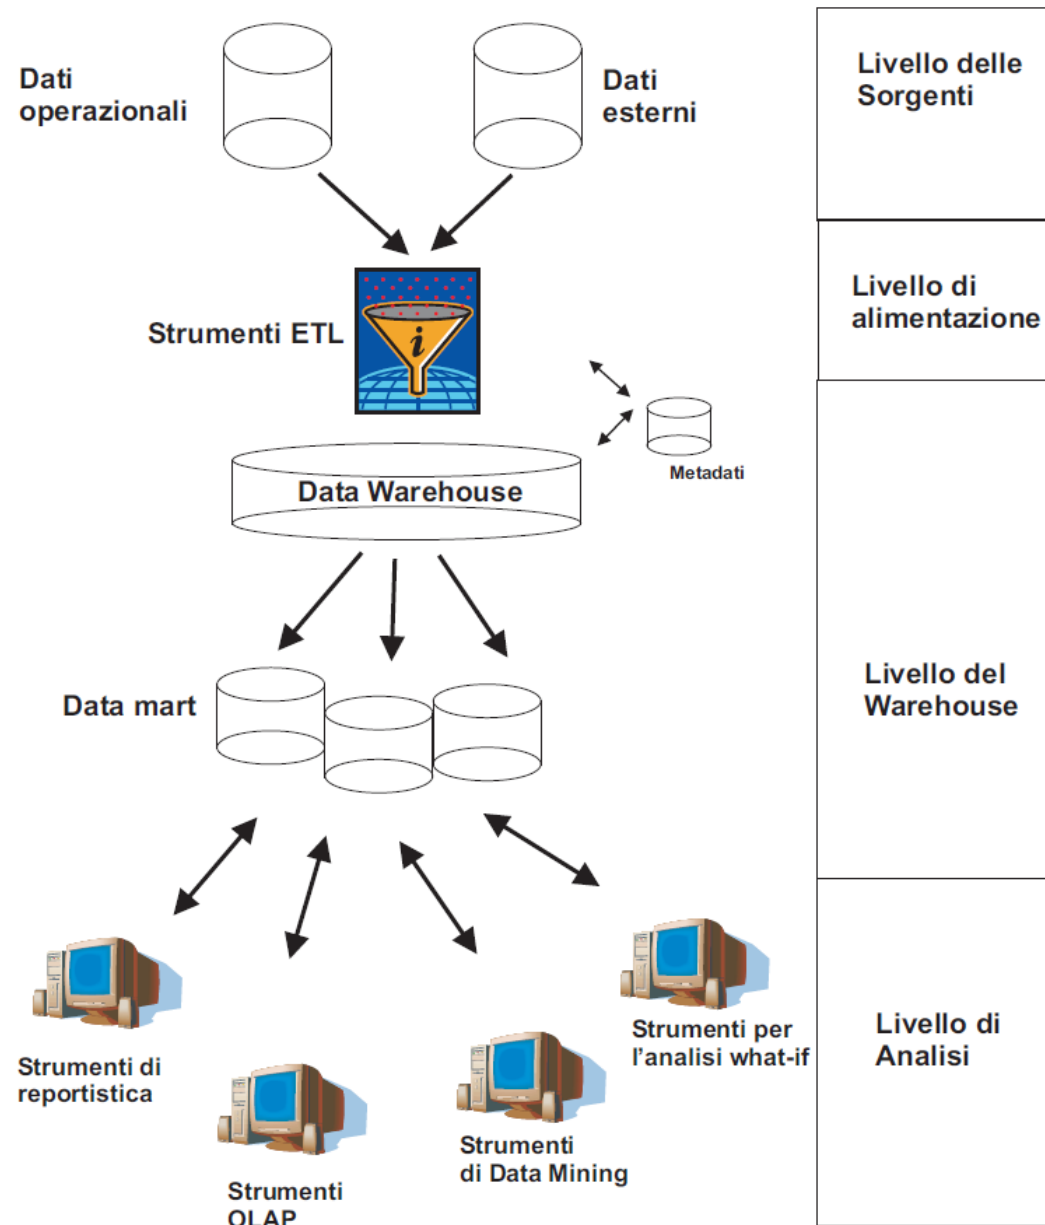 Dati
operazionali
Dati
esterni
Livello delle
Sorgenti
Strumenti ETL
i
Livello di
alimentazione
Metadati
Data Warehouse
Data mart
Livello del
Warehouse
Strumenti di
reportistica
Strumenti
OLAP
Strumenti
di Data Mining
Strumenti per
l'analisi what-if
Livello di
Analisi